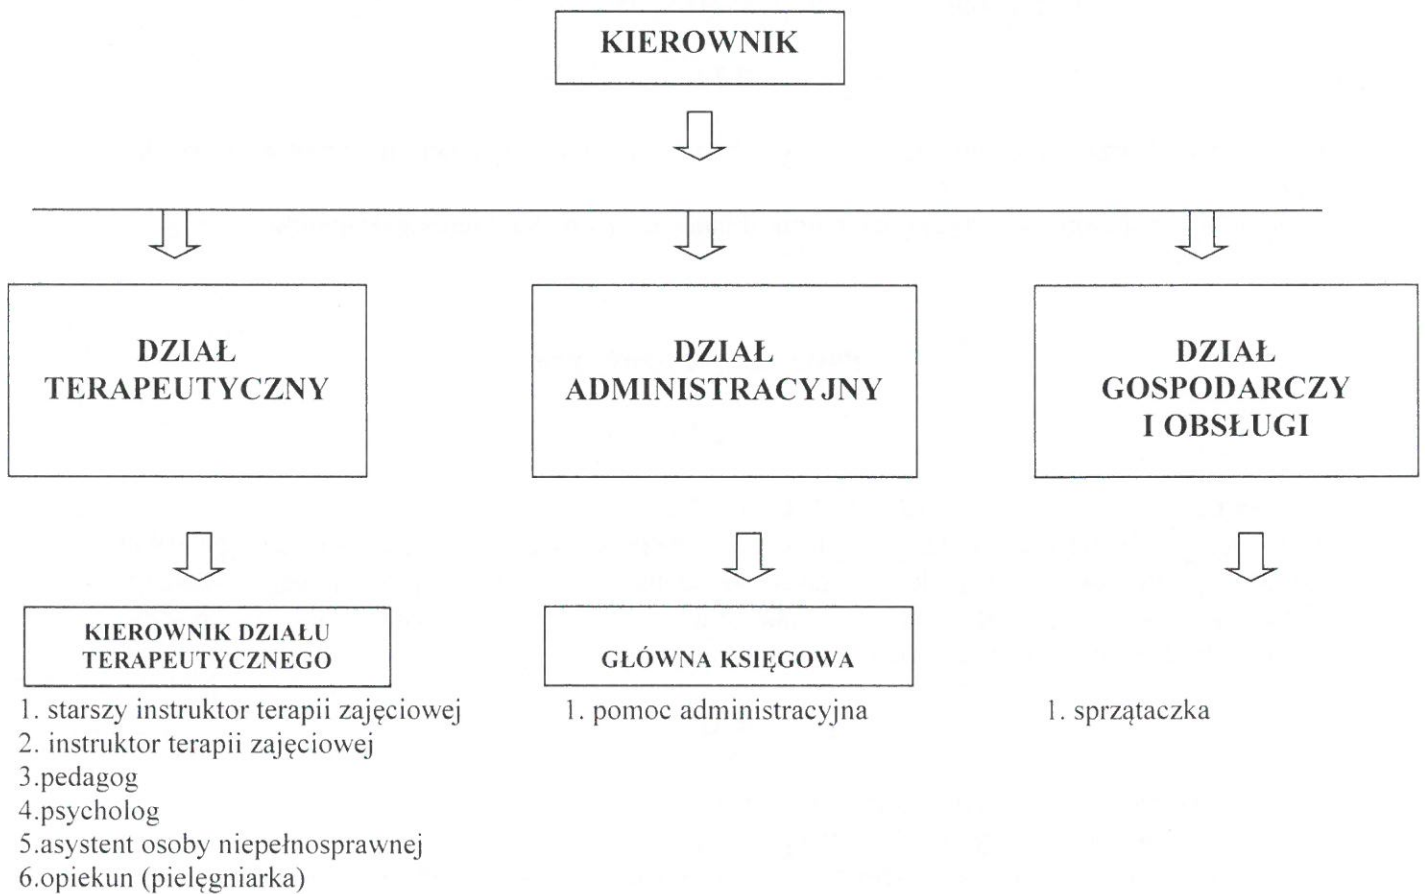 KIEROWNIK
DZIAŁ
TERAPEUTYCZNY
DZIAŁ
ADMINISTRACYJNY
DZIAŁ
GOSPODARCZY
I OBSŁUGI
KIEROWNIK DZIAŁU
TERAPEUTYCZNEGO
1. starszy instruktor terapii zajęciowej
2. instruktor terapii zajęciowej
3.pedagog
4.psycholog
5.asystent osoby niepełnosprawnej
6.opiekun (pielęgniarka)
GŁÓWNA KSIĘGOWA
1. pomoc administracyjna
1. sprzątaczka